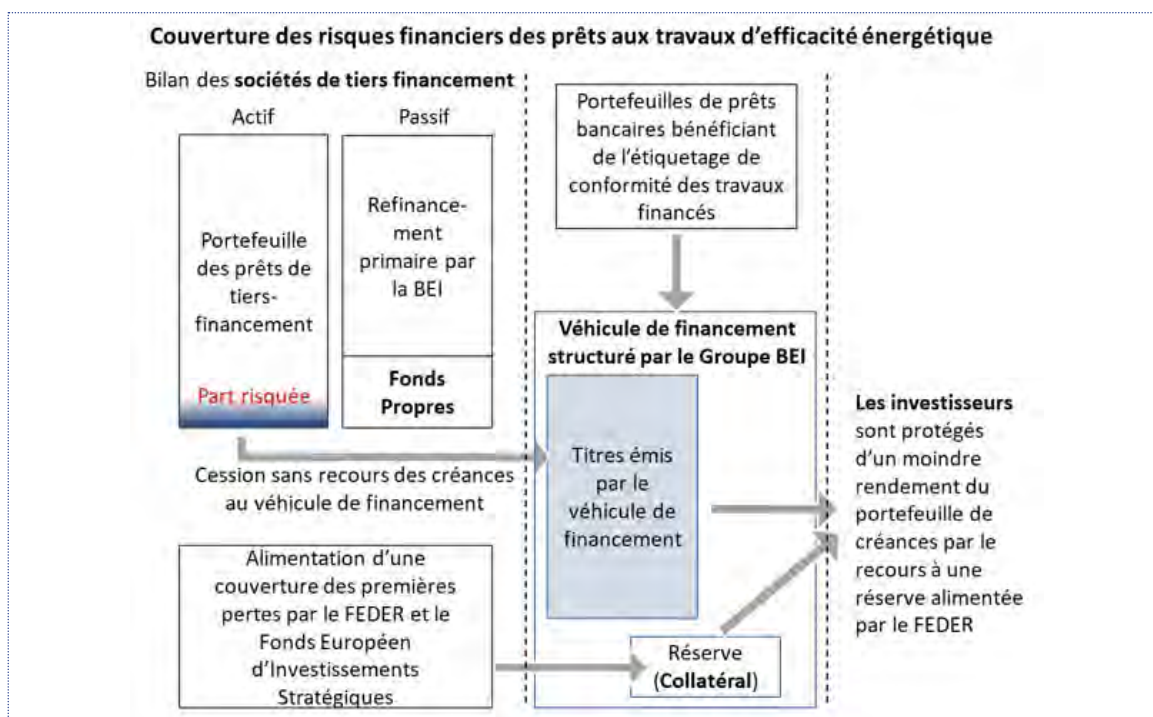 Couverture des risques financiers des prêts aux travaux d'efficacité énergétique
Bilan des sociétés de tiers financement
Actif
Passif
Portefeuille
des prêts de
tiers-
financement
Part risquée
Refinance-
ment
primaire par
la BEI
Fonds
Propres
Cession sans recours des créances
au véhicule de financement
Alimentation d'une
couverture des premières
pertes par le FEDER et le
Fonds Européen
d'Investissements
Stratégiques
Portefeuilles de prêts
bancaires bénéficiant
de l'étiquetage de
conformité des travaux
financés
Véhicule de financement
structuré par le Groupe BEI
Titres émis
par le
véhicule de
financement
Réserve
(Collatéral)
Les investisseurs
sont protégés
d'un moindre
rendement du
portefeuille de
créances par le
recours à une
réserve alimentée
par le FEDER